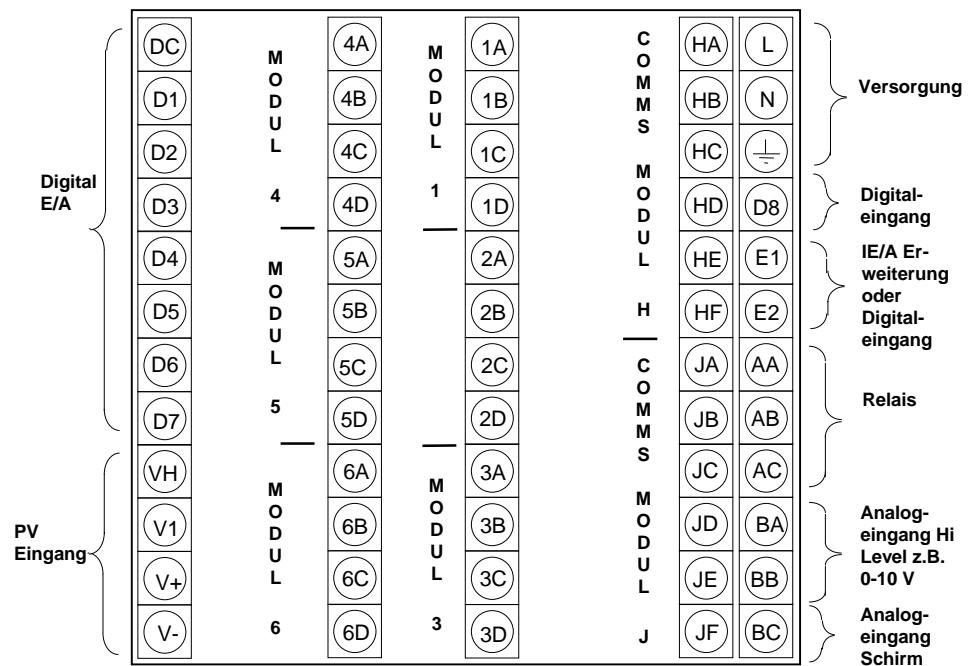 Digital
E/A
PV
Eingang
DC
D1
D2
D3
D4
D5
D6
D7
VH
V1
V+
V-
MODUL 4
MODUL 5
MODUL 6
4A
4B
4C
4D
5A
5B
5C
5D
6A
6B
6C
6D
MODUL 1
MODUL 3
1A
1B
1C
1D
2A
2B
2C
2D
3A
3B
3C
3D
COMMS MODUL H
COMMS MODUL J
HA
HB
HC
HD
HE
HF
JA
JB
JC
JD
JE
JF
L
N
D8
E1
E2
AA
AB
AC
BA
BB
BC
Versorgung
Digital-
eingang
IE/A Er-
weiterung
oder
Digital-
eingang
Relais
Analog-
eingang Hi
Level z.B.
0-10 V
Analog-
eingang
Schirm